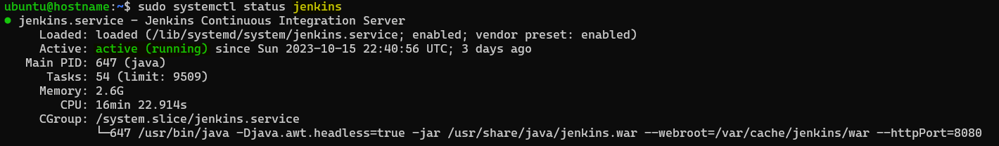 ubuntu@hostname:~$ sudo systemctl status jenkins
● jenkins.service - Jenkins Continuous Integration Server
Loaded: loaded (/lib/systemd/system/jenkins.service; enabled; vendor preset: enabled)
Active: active (running) since Sun 2023-10-15 22:40:56 UTC; 3 days ago
Main PID: 647 (java)
Tasks: 54 (limit: 9509)
Memory: 2.6G
CPU: 16min 22.914s
CGroup: /system.slice/jenkins.service
└─647 /usr/bin/java -Djava.awt.headless=true -jar /usr/share/java/jenkins.war --webroot=/var/cache/jenkins/war --httpPort=8080